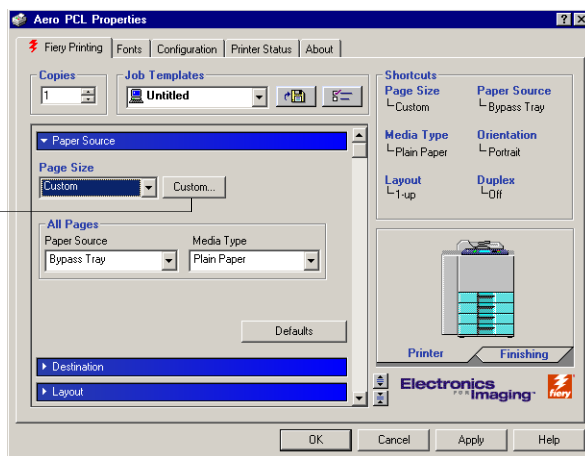 Aero PCL Properties
Fiery Printing
Fonts
Configuration
Printer Status
About
Copies
1
Job Templates
Untitled
Paper Source
Page Size
Custom
Custom...
All Pages
Paper Source
Media Type
Bypass Tray
Plain Paper
Defaults
Destination
Layout
Shortcuts
Page Size
Paper Source
Custom
Bypass Tray
Media Type
Orientation
Plain Paper
Portrait
Layout
Duplex
1-up
Off
Printer
Finishing
Electronics
FOR Imaging™
fiery
OK
Cancel
Apply
Help